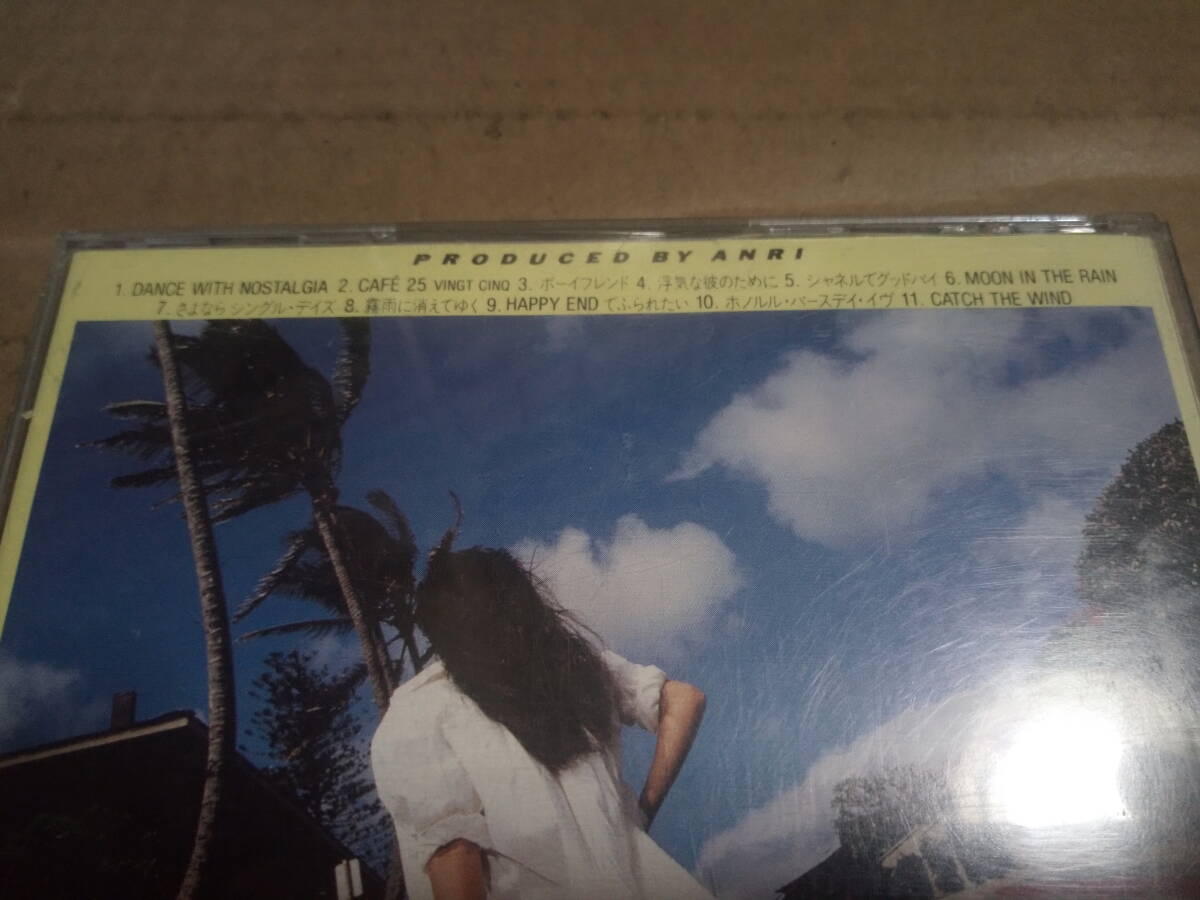 PRODUCED BY ANRI
1. DANCE WITH NOSTALGIA 2. CAFÉ 25 VINGT CINQ 3. ボーイフレンド 4. 浮気な彼のために 5. シャネルでグッドバイ 6. MOON IN THE RAIN
7. さよなら シングル・デイズ 8. 霧雨に消えてゆく 9. HAPPY END でふられたい 10. ホノルル・バースデイ・イヴ 11. CATCH THE WIND